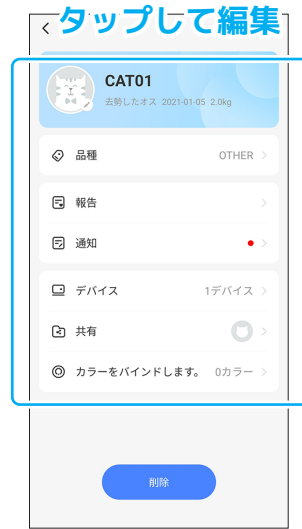 タップして編集
CAT01
去勢したオス 2021-01-05 2.0kg
品種 OTHER
報告
通知
デバイス 1デバイス
共有
カラーをバインドします。 0カラー
削除